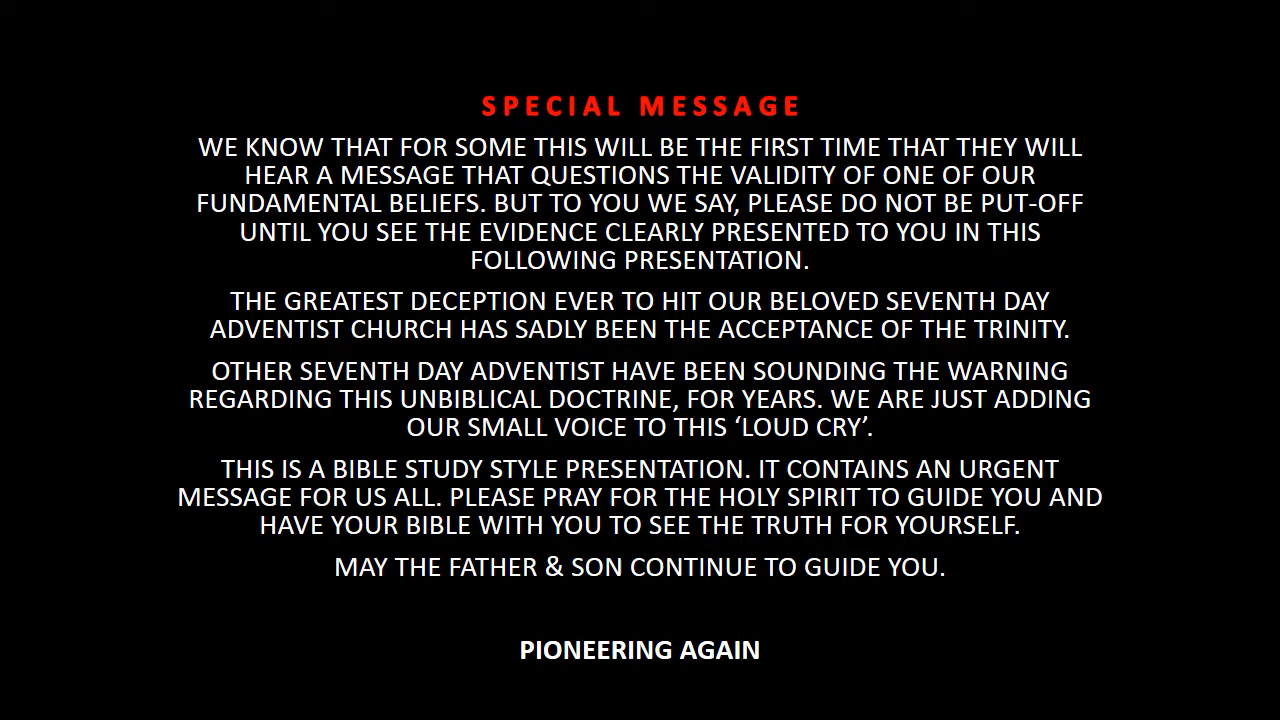 SPECIAL MESSAGE
WE KNOW THAT FOR SOME THIS WILL BE THE FIRST TIME THAT THEY WILL
HEAR A MESSAGE THAT QUESTIONS THE VALIDITY OF ONE OF OUR
FUNDAMENTAL BELIEFS. BUT TO YOU WE SAY, PLEASE DO NOT BE PUT-OFF
UNTIL YOU SEE THE EVIDENCE CLEARLY PRESENTED TO YOU IN THIS
FOLLOWING PRESENTATION.
THE GREATEST DECEPTION EVER TO HIT OUR BELOVED SEVENTH DAY
ADVENTIST CHURCH HAS SADLY BEEN THE ACCEPTANCE OF THE TRINITY.
OTHER SEVENTH DAY ADVENTIST HAVE BEEN SOUNDING THE WARNING
REGARDING THIS UNBIBLICAL DOCTRINE, FOR YEARS. WE ARE JUST ADDING
OUR SMALL VOICE TO THIS ‘LOUD CRY’.
THIS IS A BIBLE STUDY STYLE PRESENTATION. IT CONTAINS AN URGENT
MESSAGE FOR US ALL. PLEASE PRAY FOR THE HOLY SPIRIT TO GUIDE YOU AND
HAVE YOUR BIBLE WITH YOU TO SEE THE TRUTH FOR YOURSELF.
MAY THE FATHER & SON CONTINUE TO GUIDE YOU.
PIONEERING AGAIN